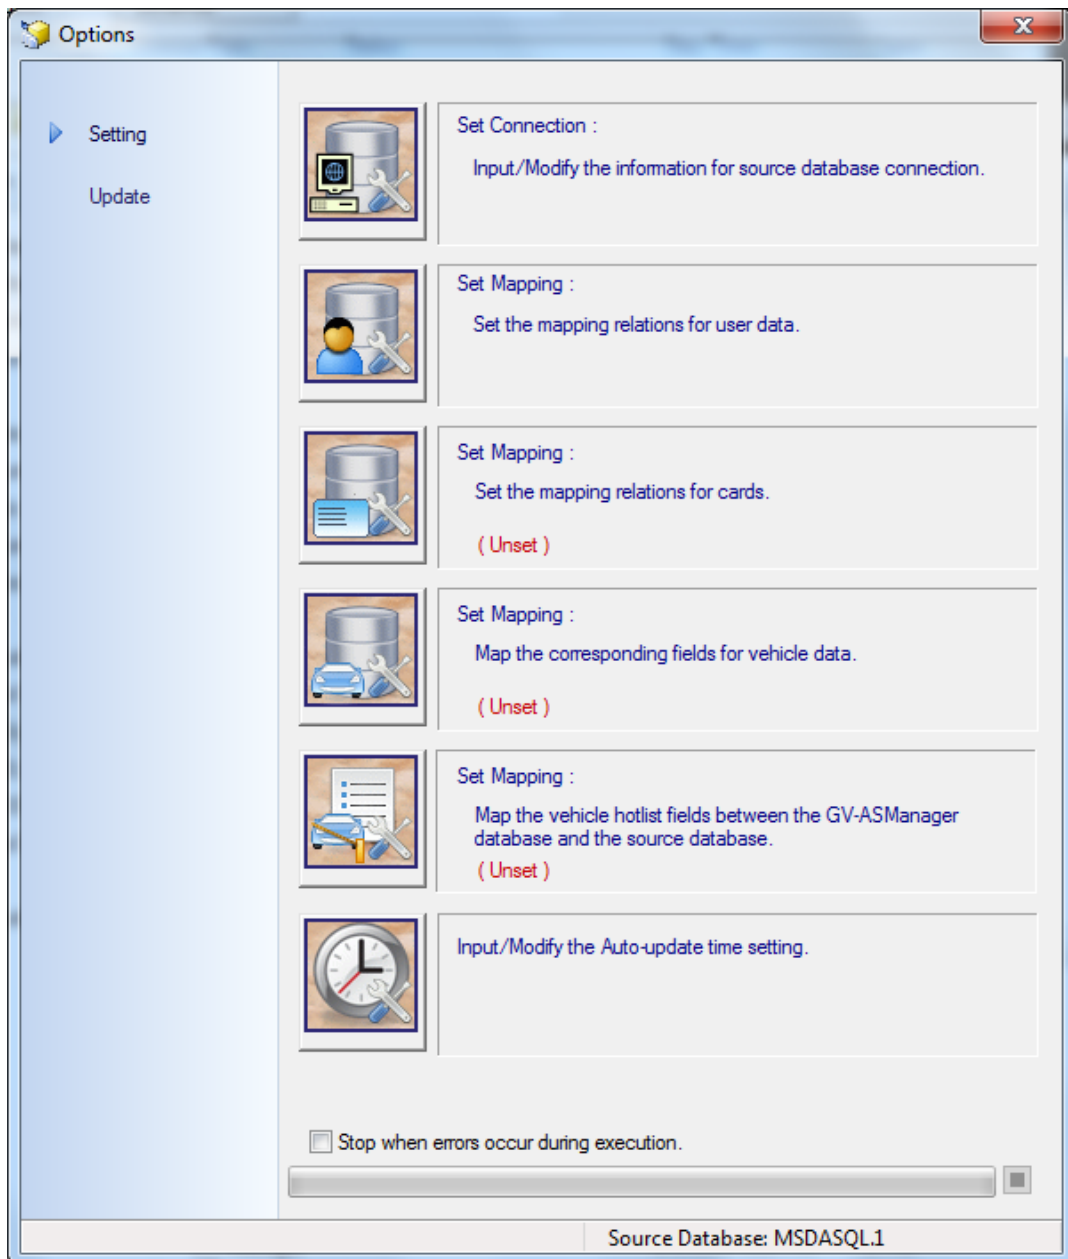 Options
Setting
Update
Set Connection :
Input/Modify the information for source database connection.
Set Mapping :
Set the mapping relations for user data.
Set Mapping :
Set the mapping relations for cards.
( Unset )
Set Mapping :
Map the corresponding fields for vehicle data.
( Unset )
Set Mapping :
Map the vehicle hotlist fields between the GV-ASManager
database and the source database.
( Unset )
Input/Modify the Auto-update time setting.
Stop when errors occur during execution.
Source Database: MSDASQL.1